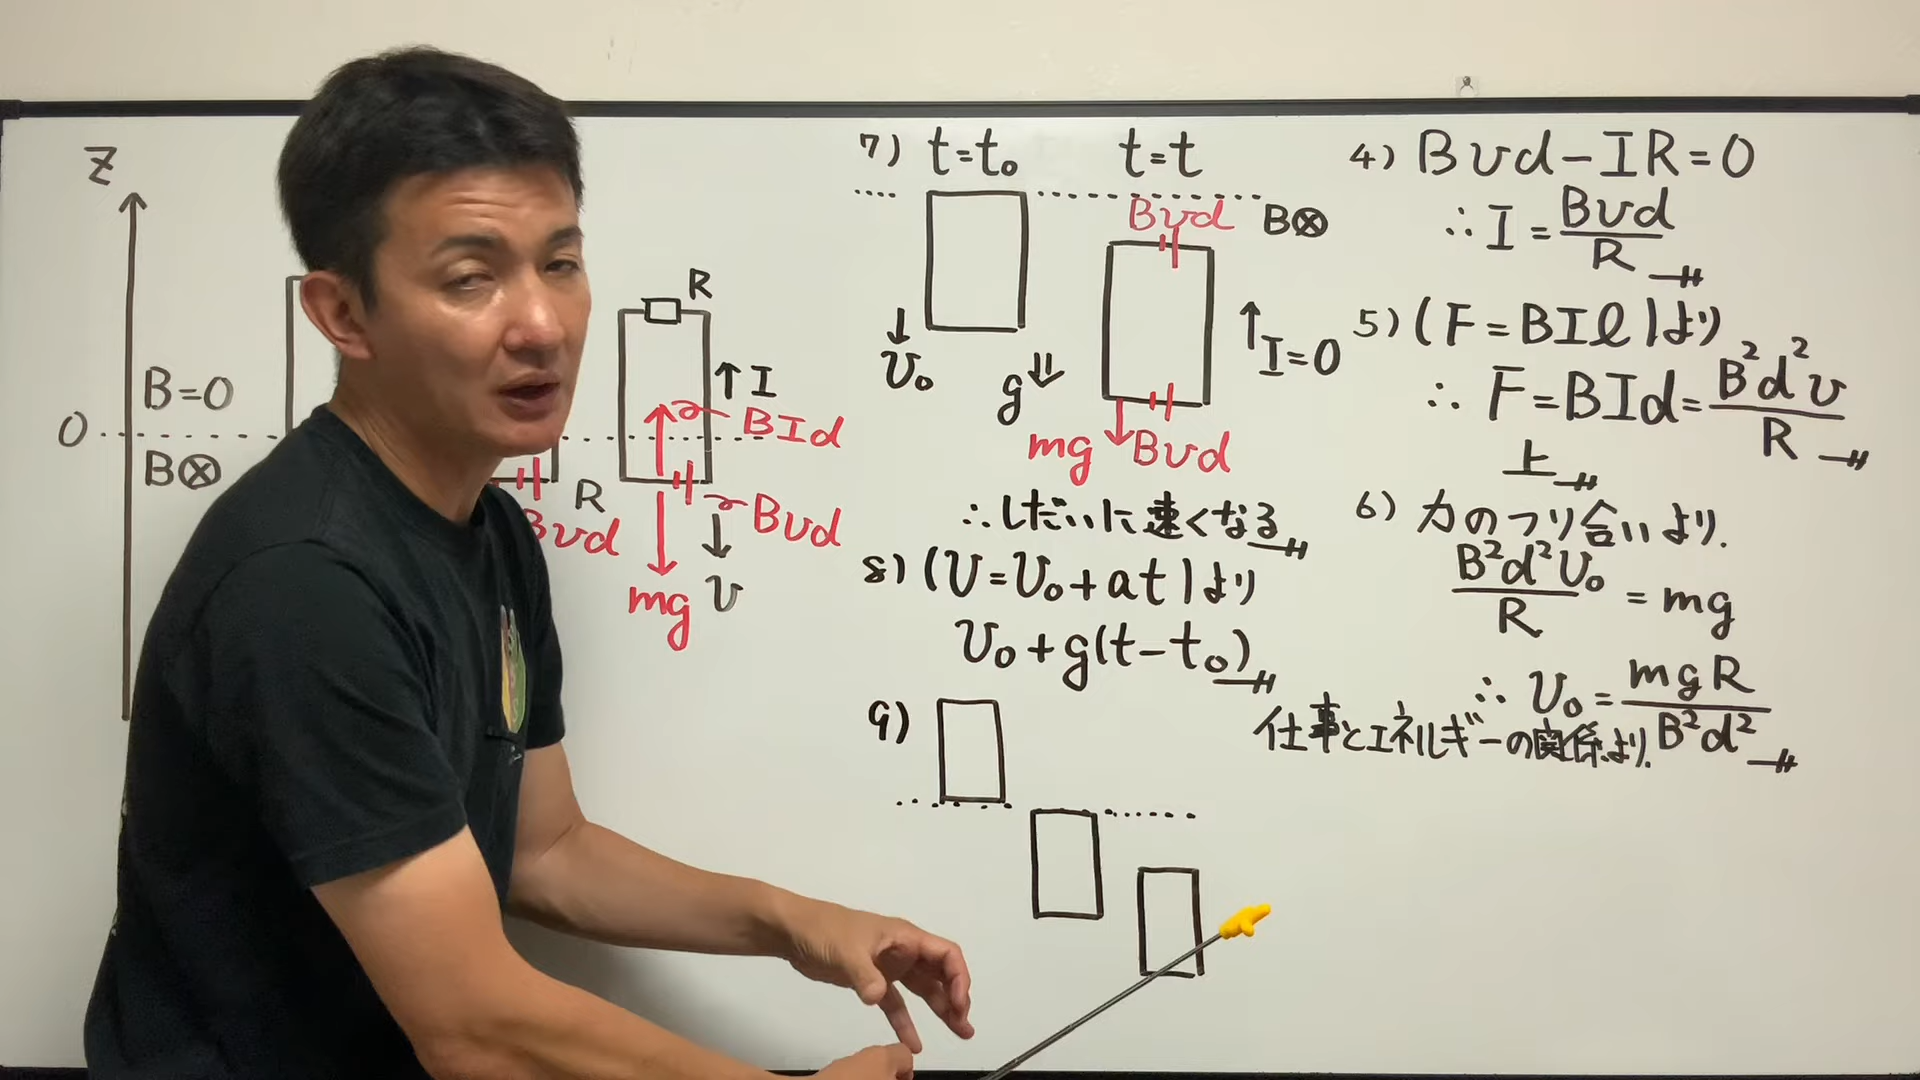 Z
B=0
0
B⊗
R
Bvd
R
↑I
BId
Bvd
mg
v
7) t=t₀ t=t
Bvd
B⊗
v₀
g
↑I=0
mg
Bvd
∴しだいに速くなる
8) (v=v₀+at)より
v₀+g(t-t₀)
9)
4) Bvd-IR=0
∴I=Bvd/R
5) (F=BIℓ)より
∴F=BId=B²d²v/R
上
6) 力のつり合いより.
B²d²v₀/R=mg
∴v₀=mgR/B²d²
仕事とエネルギーの関係より.